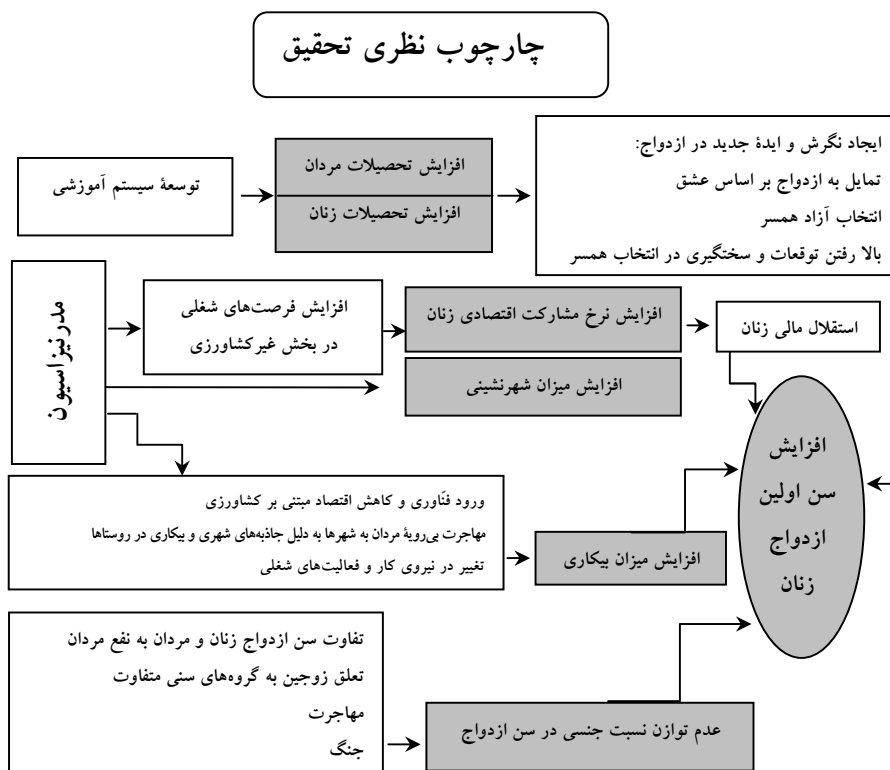 چارچوب نظری تحقیق
ایجاد نگرش و ایدۀ جدید در ازدواج:
تمایل به ازدواج بر اساس عشق
انتخاب آزاد همسر
بالا رفتن توقعات و سختگیری در انتخاب همسر
افزایش تحصیلات مردان
افزایش تحصیلات زنان
توسعۀ سیستم آموزشی
مدرنیزاسیون
افزایش فرصت‌های شغلی
در بخش غیرکشاورزی
افزایش نرخ مشارکت اقتصادی زنان
استقلال مالی زنان
افزایش میزان شهرنشینی
افزایش
سن اولین
ازدواج
زنان
ورود فنّاوری و کاهش اقتصاد مبتنی بر کشاورزی
مهاجرت بی‌رویۀ مردان به شهرها به دلیل جاذبه‌های شهری و بیکاری در روستاها
تغییر در نیروی کار و فعالیت‌های شغلی
افزایش میزان بیکاری
تفاوت سن ازدواج زنان و مردان به نفع مردان
تعلق زوجین به گروه‌های سنی متفاوت
مهاجرت
جنگ
عدم توازن نسبت جنسی در سن ازدواج